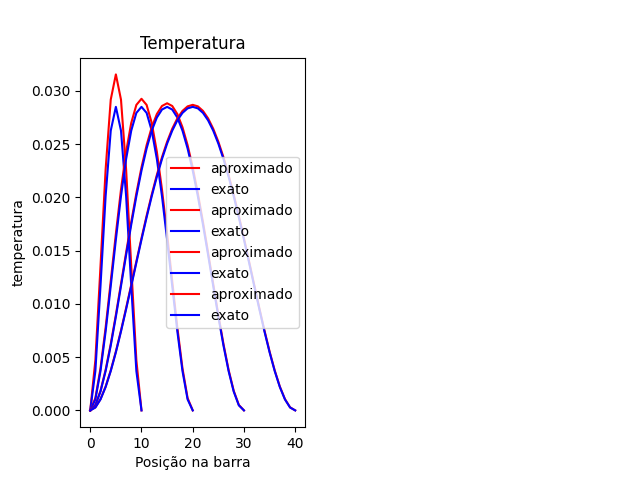 Temperatura
0.030
0.025
0.020
0.015
0.010
0.005
0.000
temperatura
aproximado
exato
aproximado
exato
aproximado
exato
aproximado
exato
0 10 20 30 40
Posição na barra